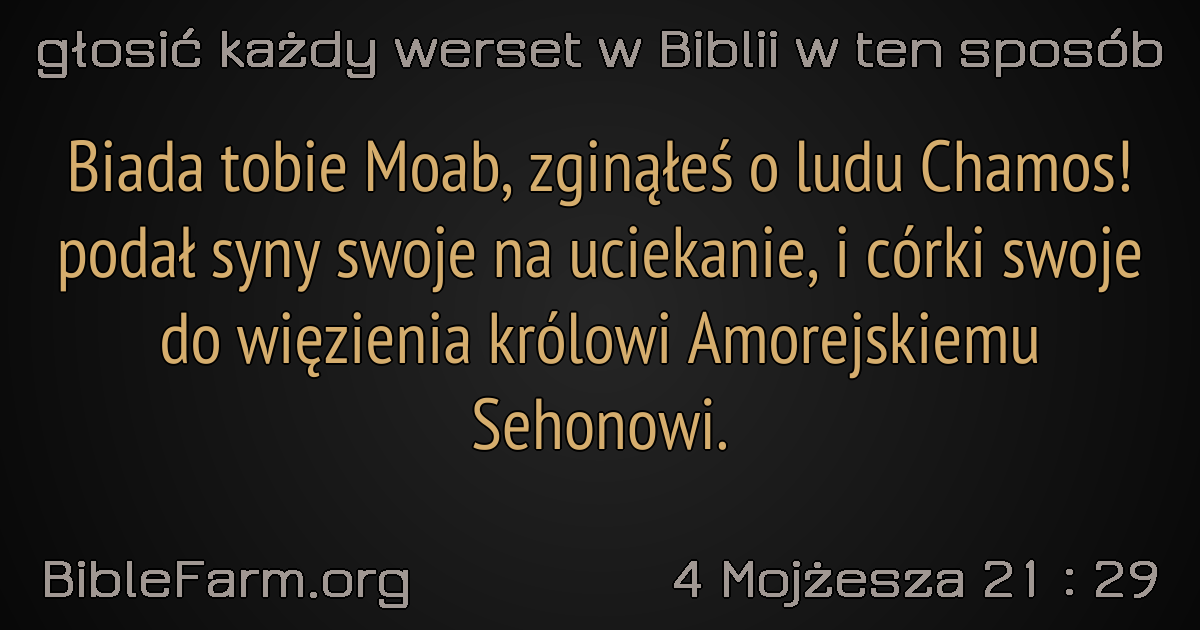 głosić każdy werset w Biblii w ten sposób
Biada tobie Moab, zginąłeś o ludu Chamos!
podał syny swoje na uciekanie, i córki swoje
do więzienia królowi Amorejskiemu
Sehonowi.
BibleFarm.org
4 Mojżesza 21 : 29